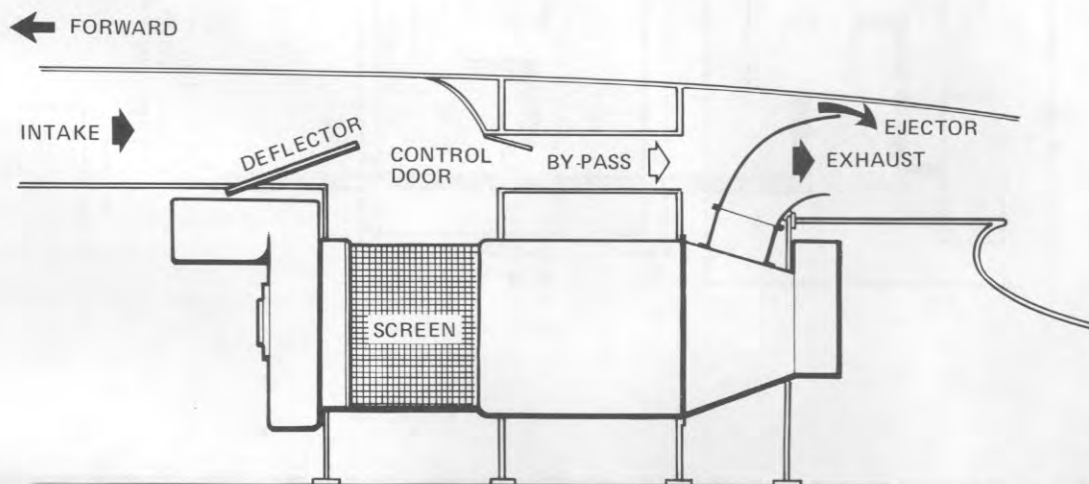 FORWARD
INTAKE
DEFLECTOR
CONTROL
DOOR
BY-PASS
EJECTOR
EXHAUST
SCREEN